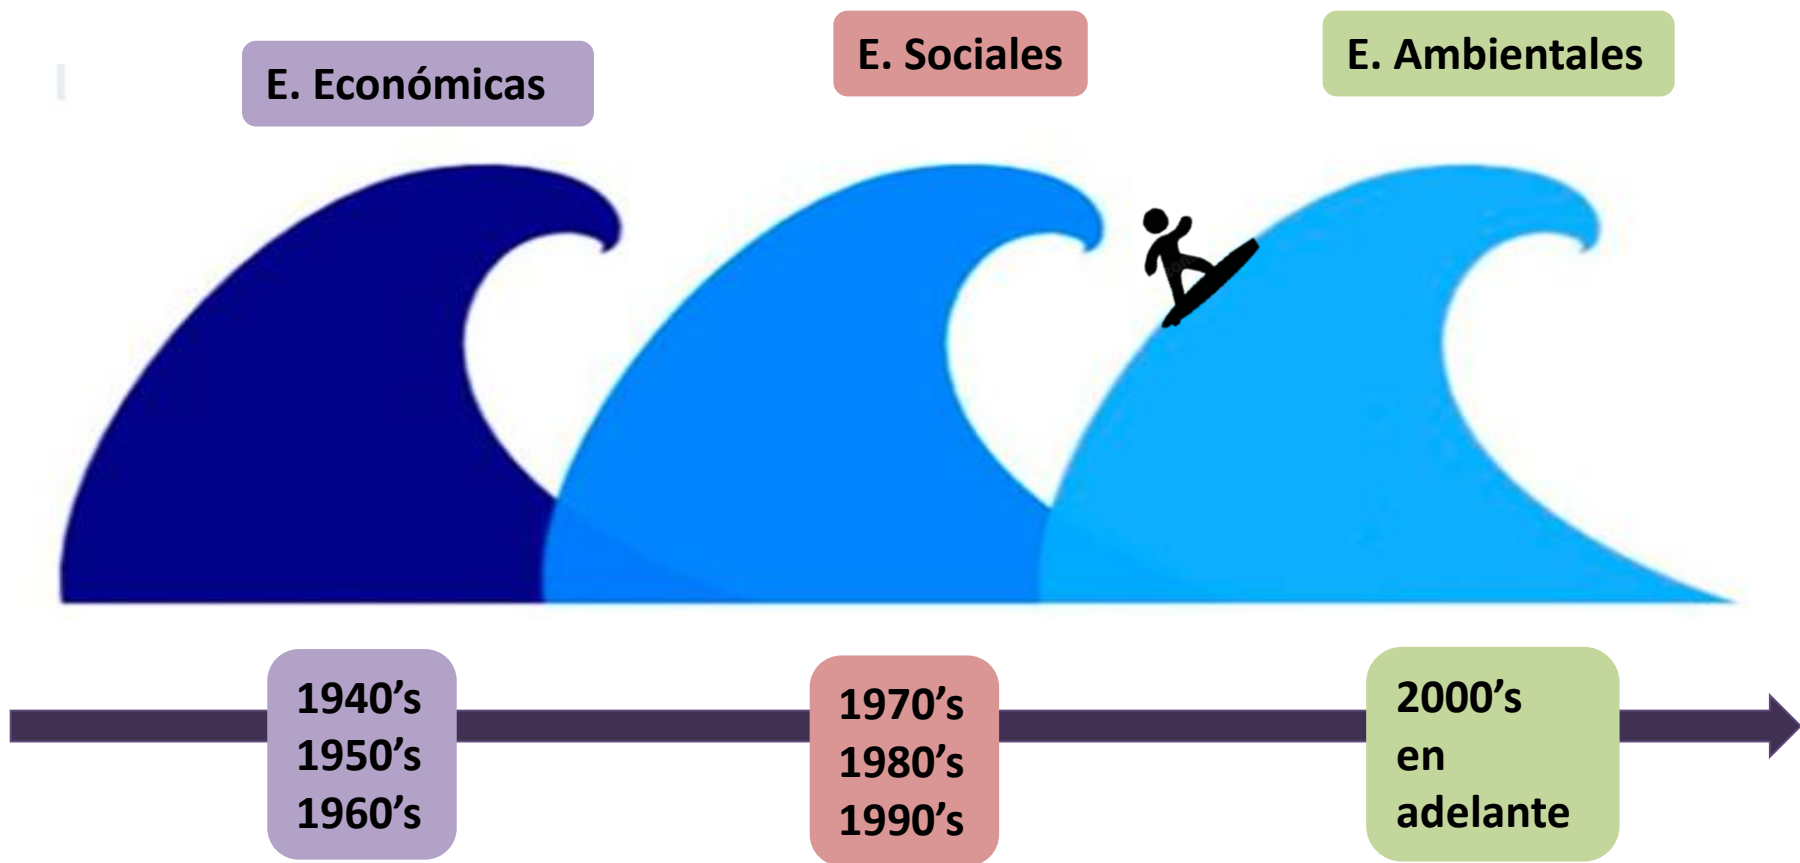 E. Económicas
E. Sociales
E. Ambientales
1940’s
1950’s
1960’s
1970’s
1980’s
1990’s
2000’s
en
adelante